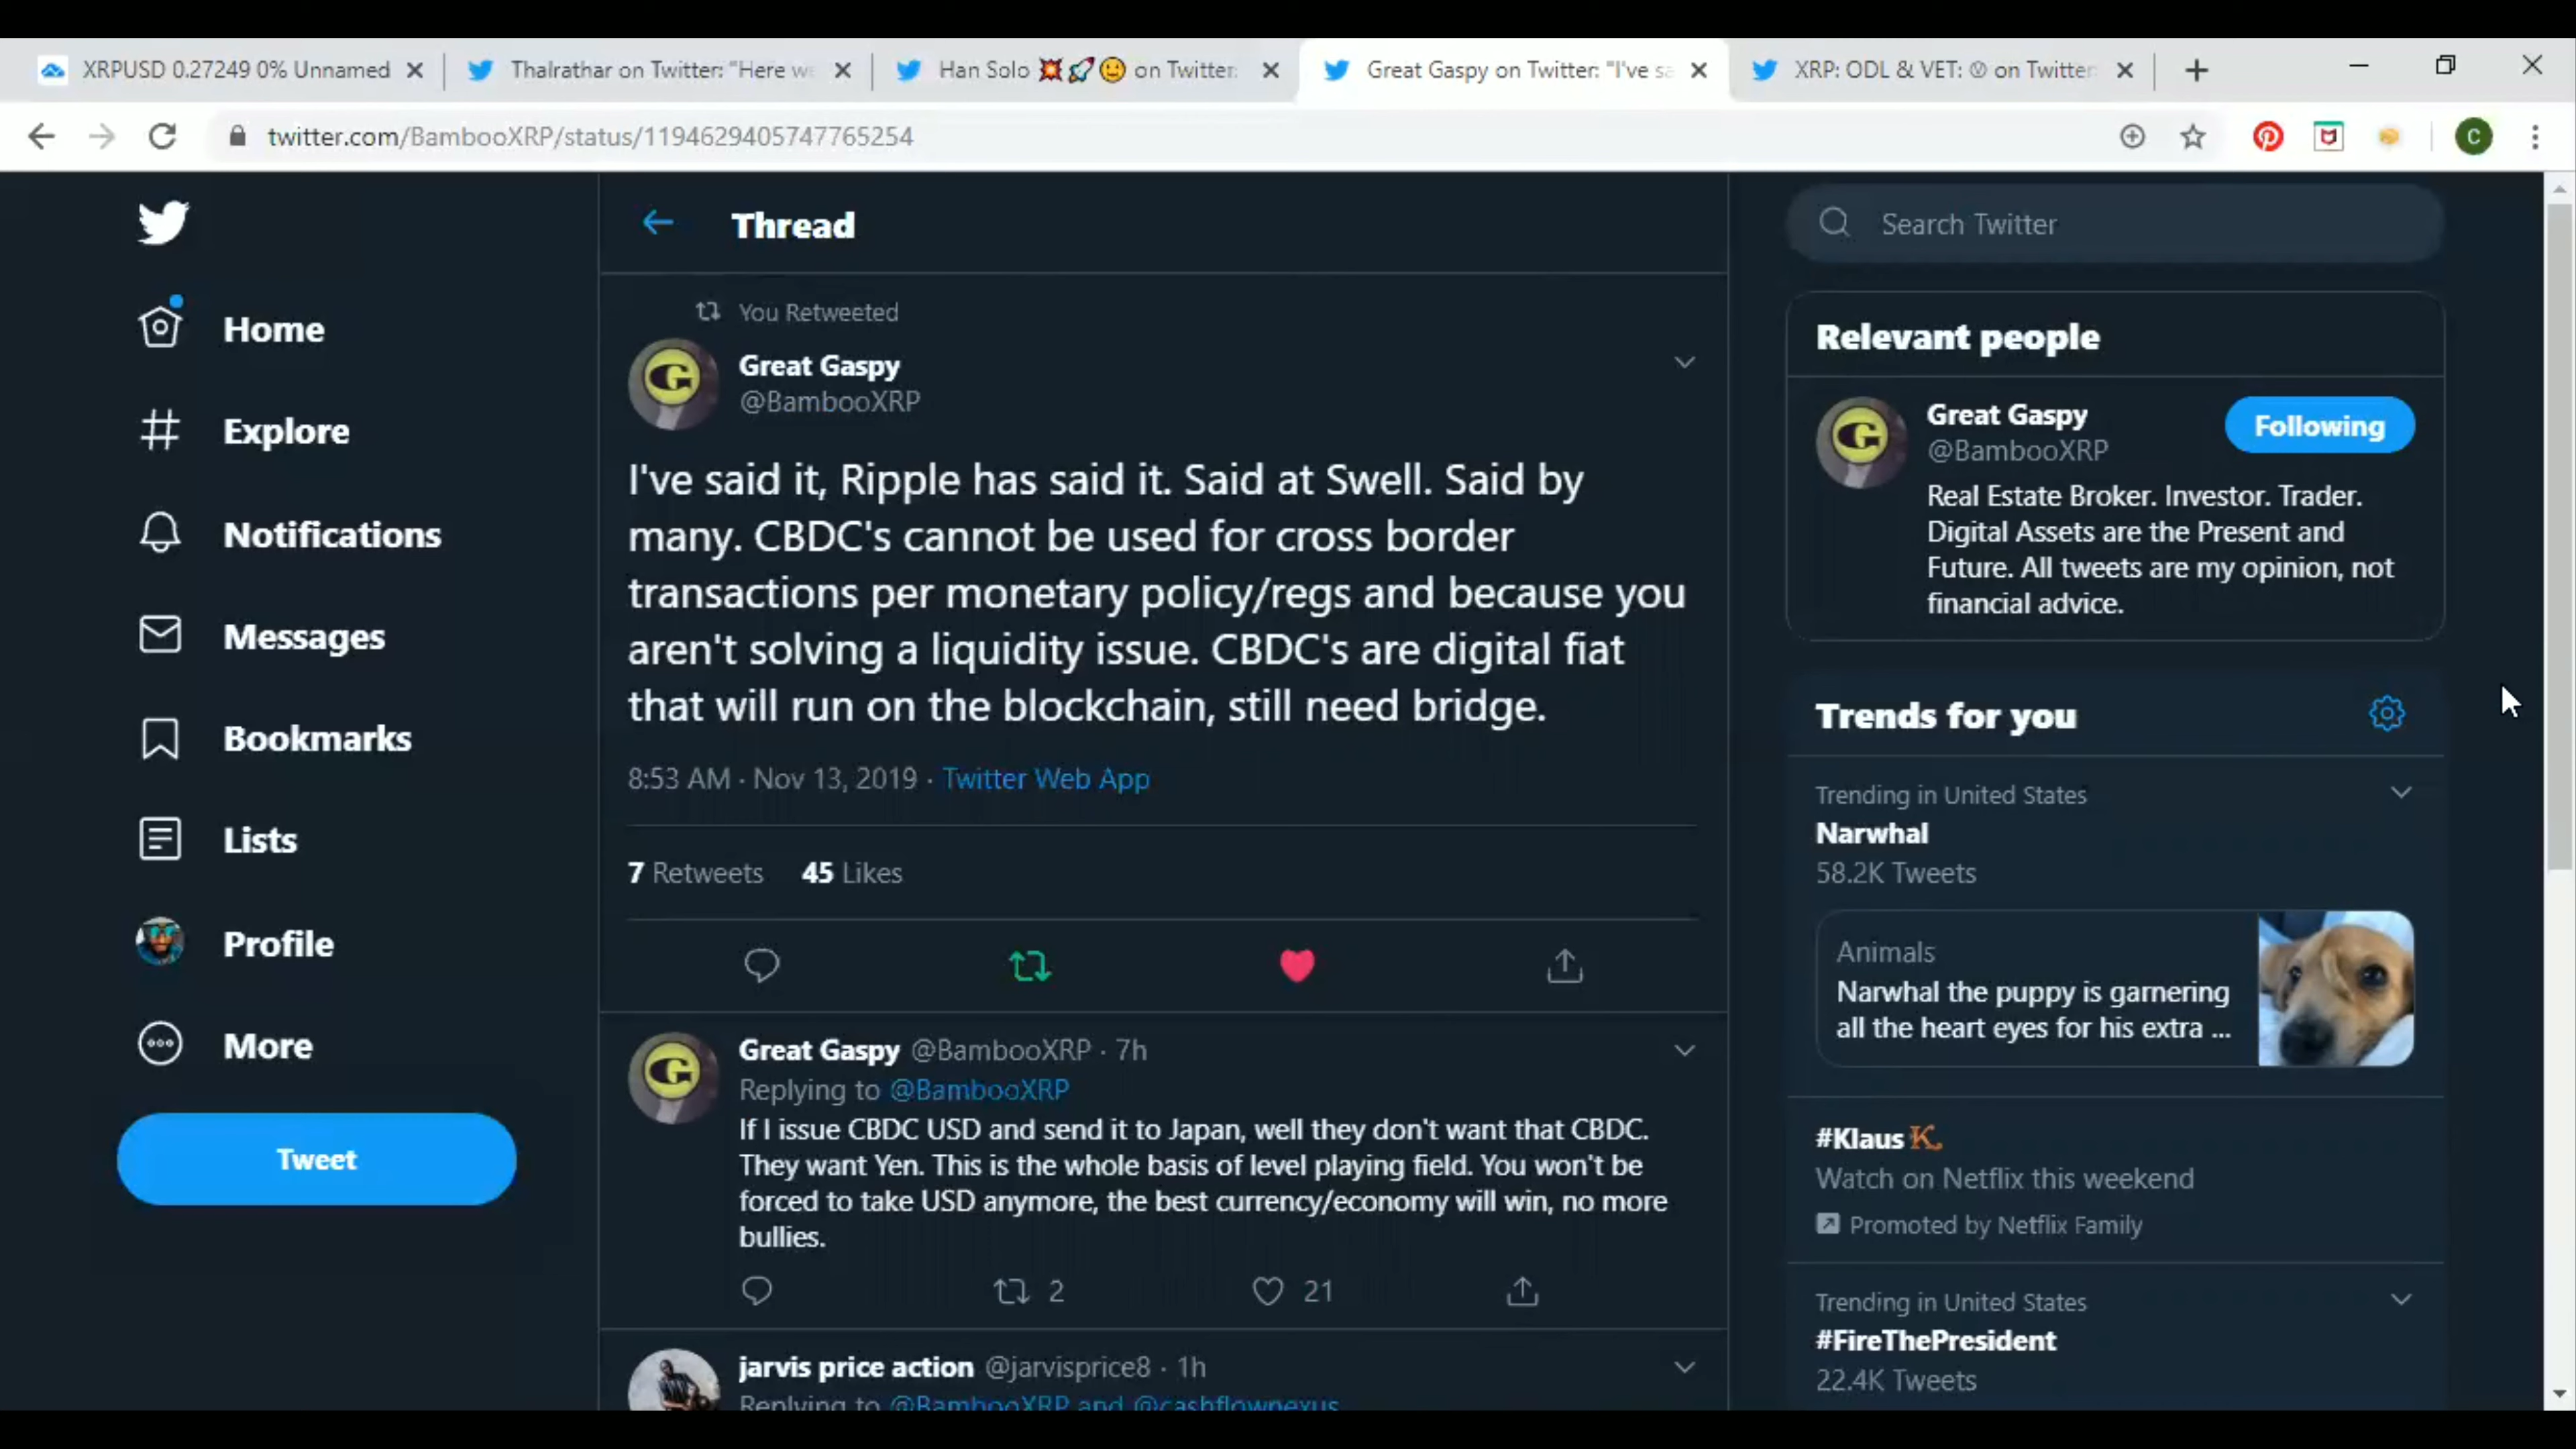 XRPUSD 0.27249 0% Unnamed
Thalrathar on Twitter: "Here we
Han Solo 💥🚀🙂 on Twitter:
Great Gaspy on Twitter: "I've sa
XRP: ODL & VET: on Twitter
twitter.com/BambooXRP/status/1194629405747765254
C
Home
Explore
Notifications
Messages
Bookmarks
Lists
Profile
More
Tweet
Thread
You Retweeted
Great Gaspy
@BambooXRP
I've said it, Ripple has said it. Said at Swell. Said by
many. CBDC's cannot be used for cross border
transactions per monetary policy/regs and because you
aren't solving a liquidity issue. CBDC's are digital fiat
that will run on the blockchain, still need bridge.
8:53 AM · Nov 13, 2019 · Twitter Web App
7 Retweets 45 Likes
Great Gaspy @BambooXRP · 7h
Replying to @BambooXRP
If I issue CBDC USD and send it to Japan, well they don't want that CBDC.
They want Yen. This is the whole basis of level playing field. You won't be
forced to take USD anymore, the best currency/economy will win, no more
bullies.
2 21
jarvis price action @jarvisprice8 · 1h
Replying to @BambooXRP and @cashflownexus
Search Twitter
Relevant people
Great Gaspy
@BambooXRP
Following
Real Estate Broker. Investor. Trader.
Digital Assets are the Present and
Future. All tweets are my opinion, not
financial advice.
Trends for you
Trending in United States
Narwhal
58.2K Tweets
Animals
Narwhal the puppy is garnering
all the heart eyes for his extra ...
#Klaus
Watch on Netflix this weekend
Promoted by Netflix Family
Trending in United States
#FireThePresident
22.4K Tweets